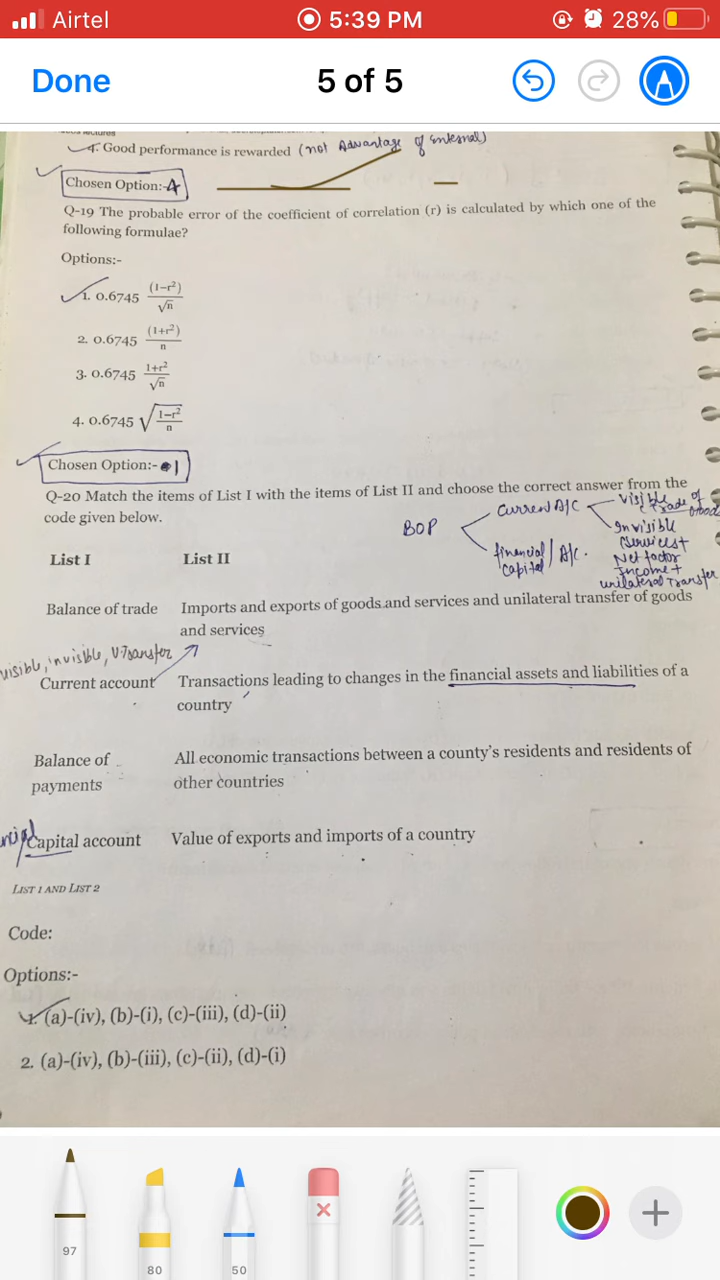 Airtel
5:39 PM
28%
Done
5 of 5
4. Good performance is rewarded (not Advantage of Internal)
Chosen Option:- 4
Q-19 The probable error of the coefficient of correlation (r) is calculated by which one of the
following formulae?
Options:-
1. 0.6745 (1−r²)/√n
2. 0.6745 (1+r²)/n
3. 0.6745 1+r²/√n
4. 0.6745 √1−r²/n
Chosen Option:- 1
Q-20 Match the items of List I with the items of List II and choose the correct answer from the
code given below.
BOP
Current A/C
Visible
(Trade of
Good
Invisible
Services+
Net factor
Income+
unilateral Transfer
financial/
capital
A/C.
List I
List II
Balance of trade
Imports and exports of goods and services and unilateral transfer of goods
and services
visible, invisible, U Transfer
Current account
Transactions leading to changes in the financial assets and liabilities of a
country
Balance of
payments
All economic transactions between a county's residents and residents of
other countries
Capital account
Value of exports and imports of a country
LIST 1 AND LIST 2
Code:
Options:-
1. (a)-(iv), (b)-(i), (c)-(iii), (d)-(ii)
2. (a)-(iv), (b)-(iii), (c)-(ii), (d)-(i)
97
80
50